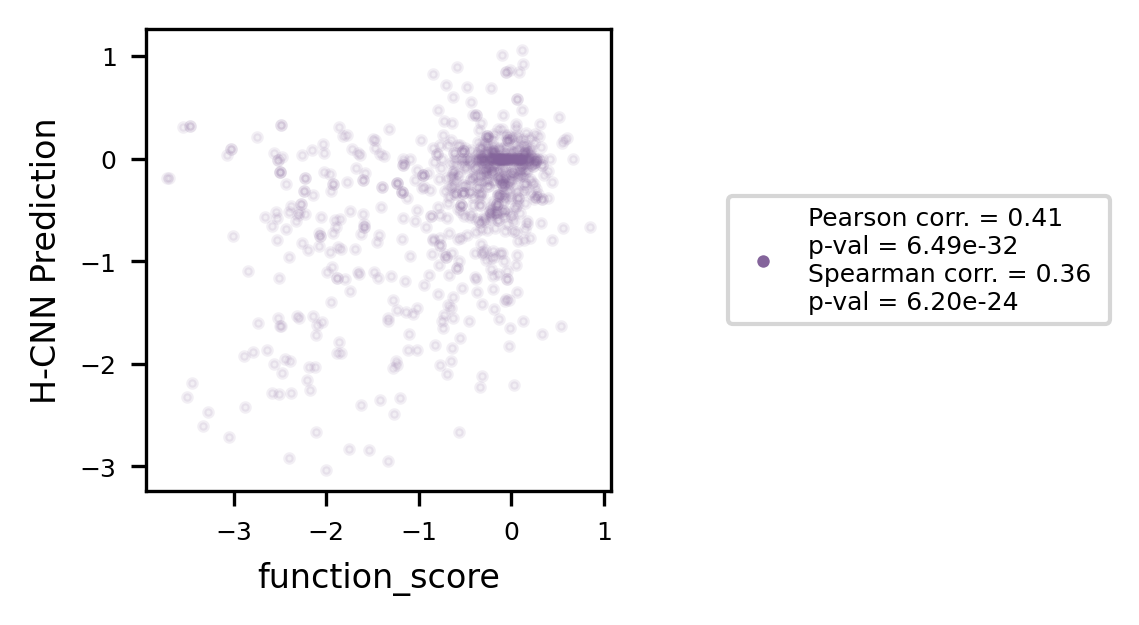 1
0
−1
−2
−3
H-CNN Prediction
−3
−2
−1
0
1
function_score
Pearson corr. = 0.41
p-val = 6.49e-32
Spearman corr. = 0.36
p-val = 6.20e-24